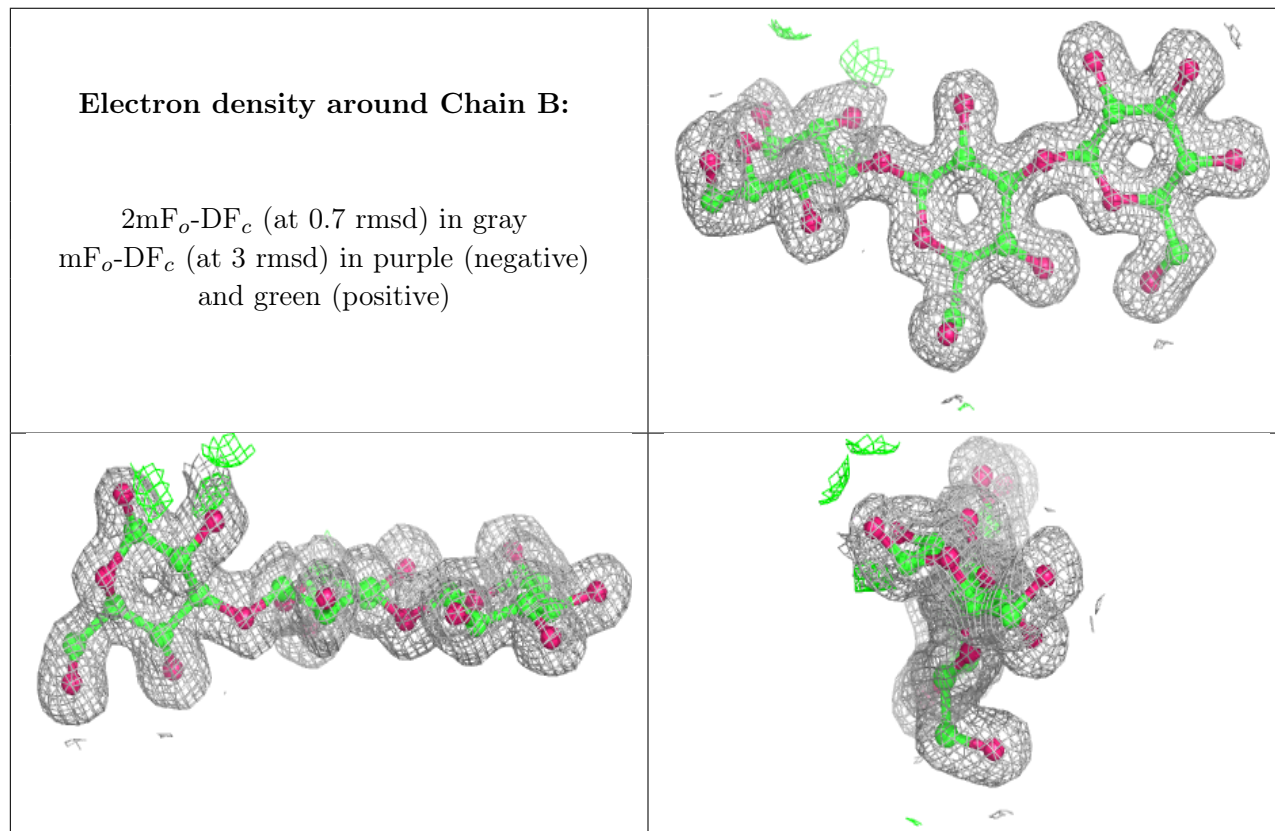 Electron density around Chain B:
2mFₒ-DF𝒸 (at 0.7 rmsd) in gray
mFₒ-DF𝒸 (at 3 rmsd) in purple (negative)
and green (positive)